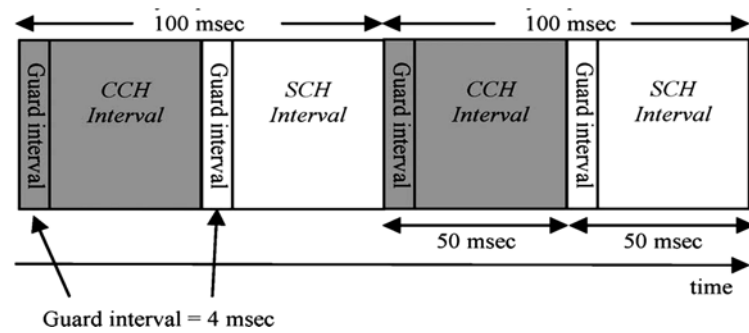 100 msec 100 msec
Guard interval
CCH
Interval
Guard interval
SCH
Interval
Guard interval
CCH
Interval
Guard interval
SCH
Interval
50 msec 50 msec
time
Guard interval = 4 msec